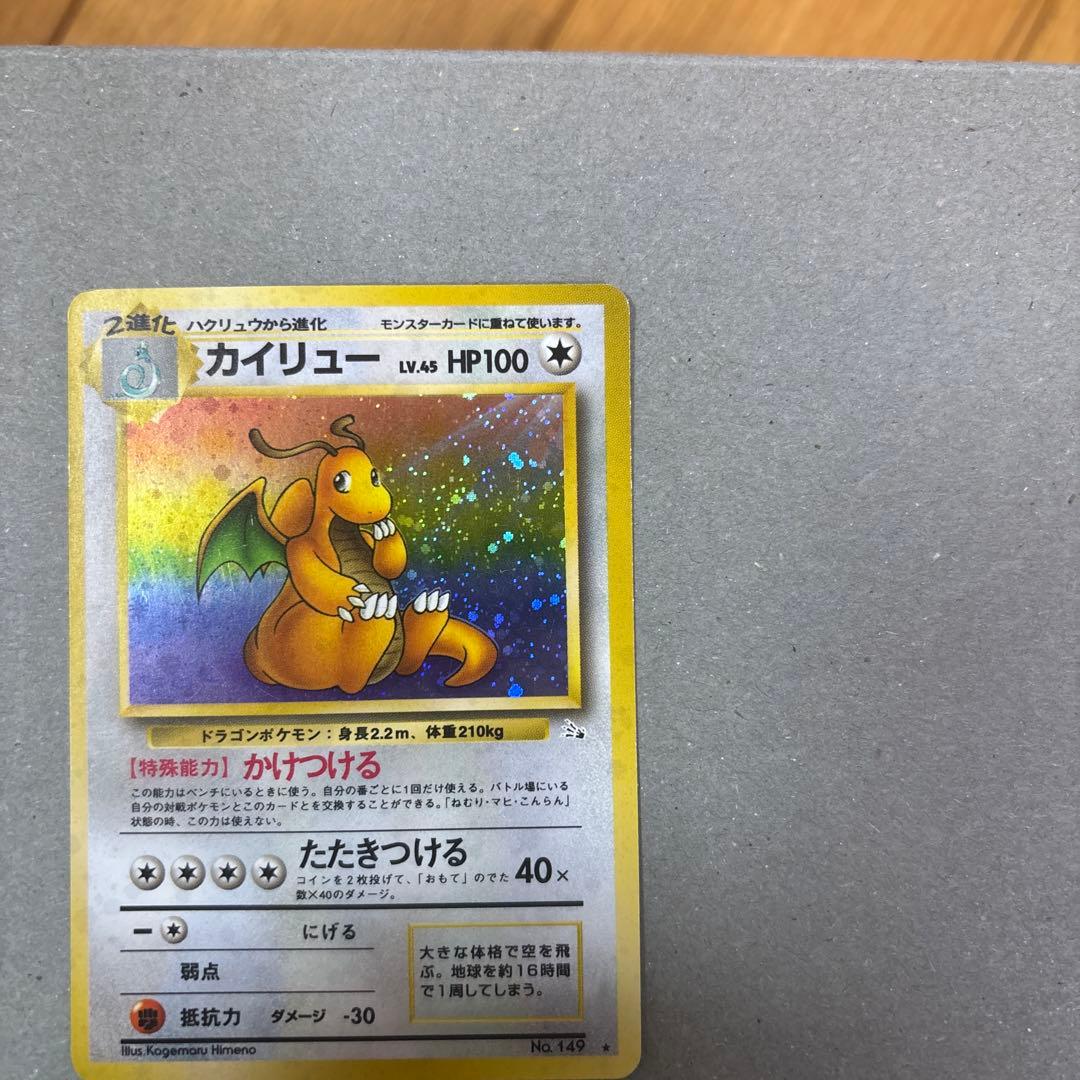 2進化 ハクリュウから進化 モンスターカードに重ねて使います。
カイリュー LV.45 HP100
ドラゴンポケモン：身長2.2m、体重210kg
【特殊能力】かけつける
この能力はベンチにいるときに使う。自分の番ごとに1回だけ使える。バトル場にいる
自分の対戦ポケモンとこのカードとを交換することができる。「ねむり・マヒ・こんらん」
状態の時、この力は使えない。
たたきつける 40×
コインを2枚投げて、「おもて」のでた
数×40のダメージ。
にげる
弱点
抵抗力 ダメージ -30
大きな体格で空を飛
ぶ。地球を約16時間
で1周してしまう。
Illus. Kagemaru Himeno No. 149 ★